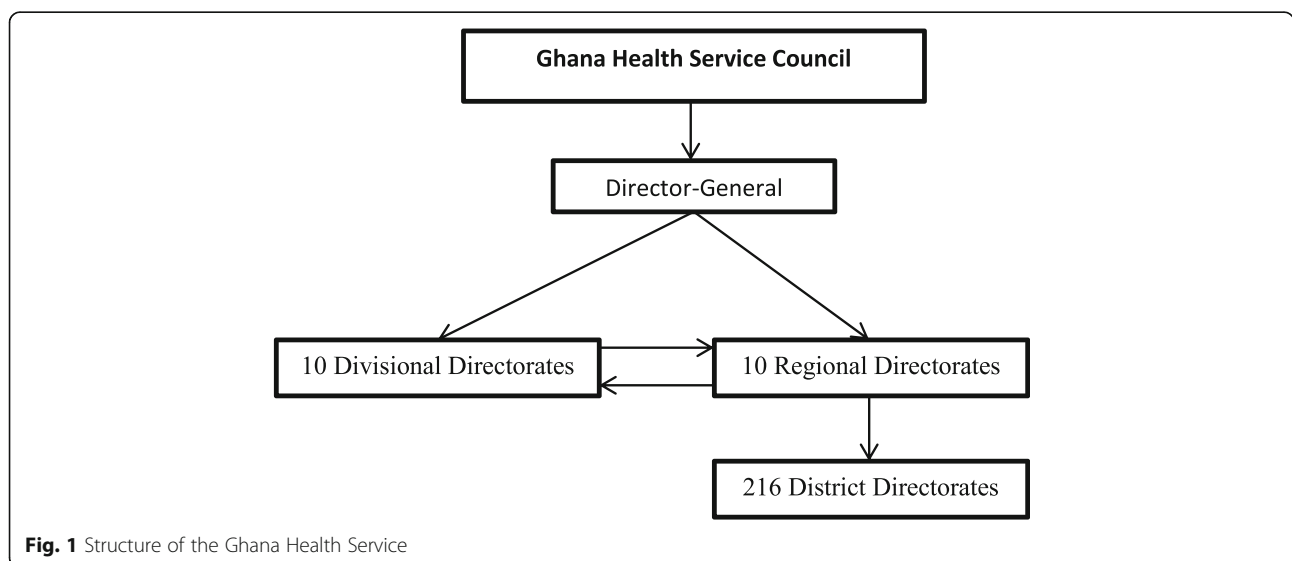 Ghana Health Service Council
Director-General
10 Divisional Directorates
10 Regional Directorates
216 District Directorates
Fig. 1 Structure of the Ghana Health Service